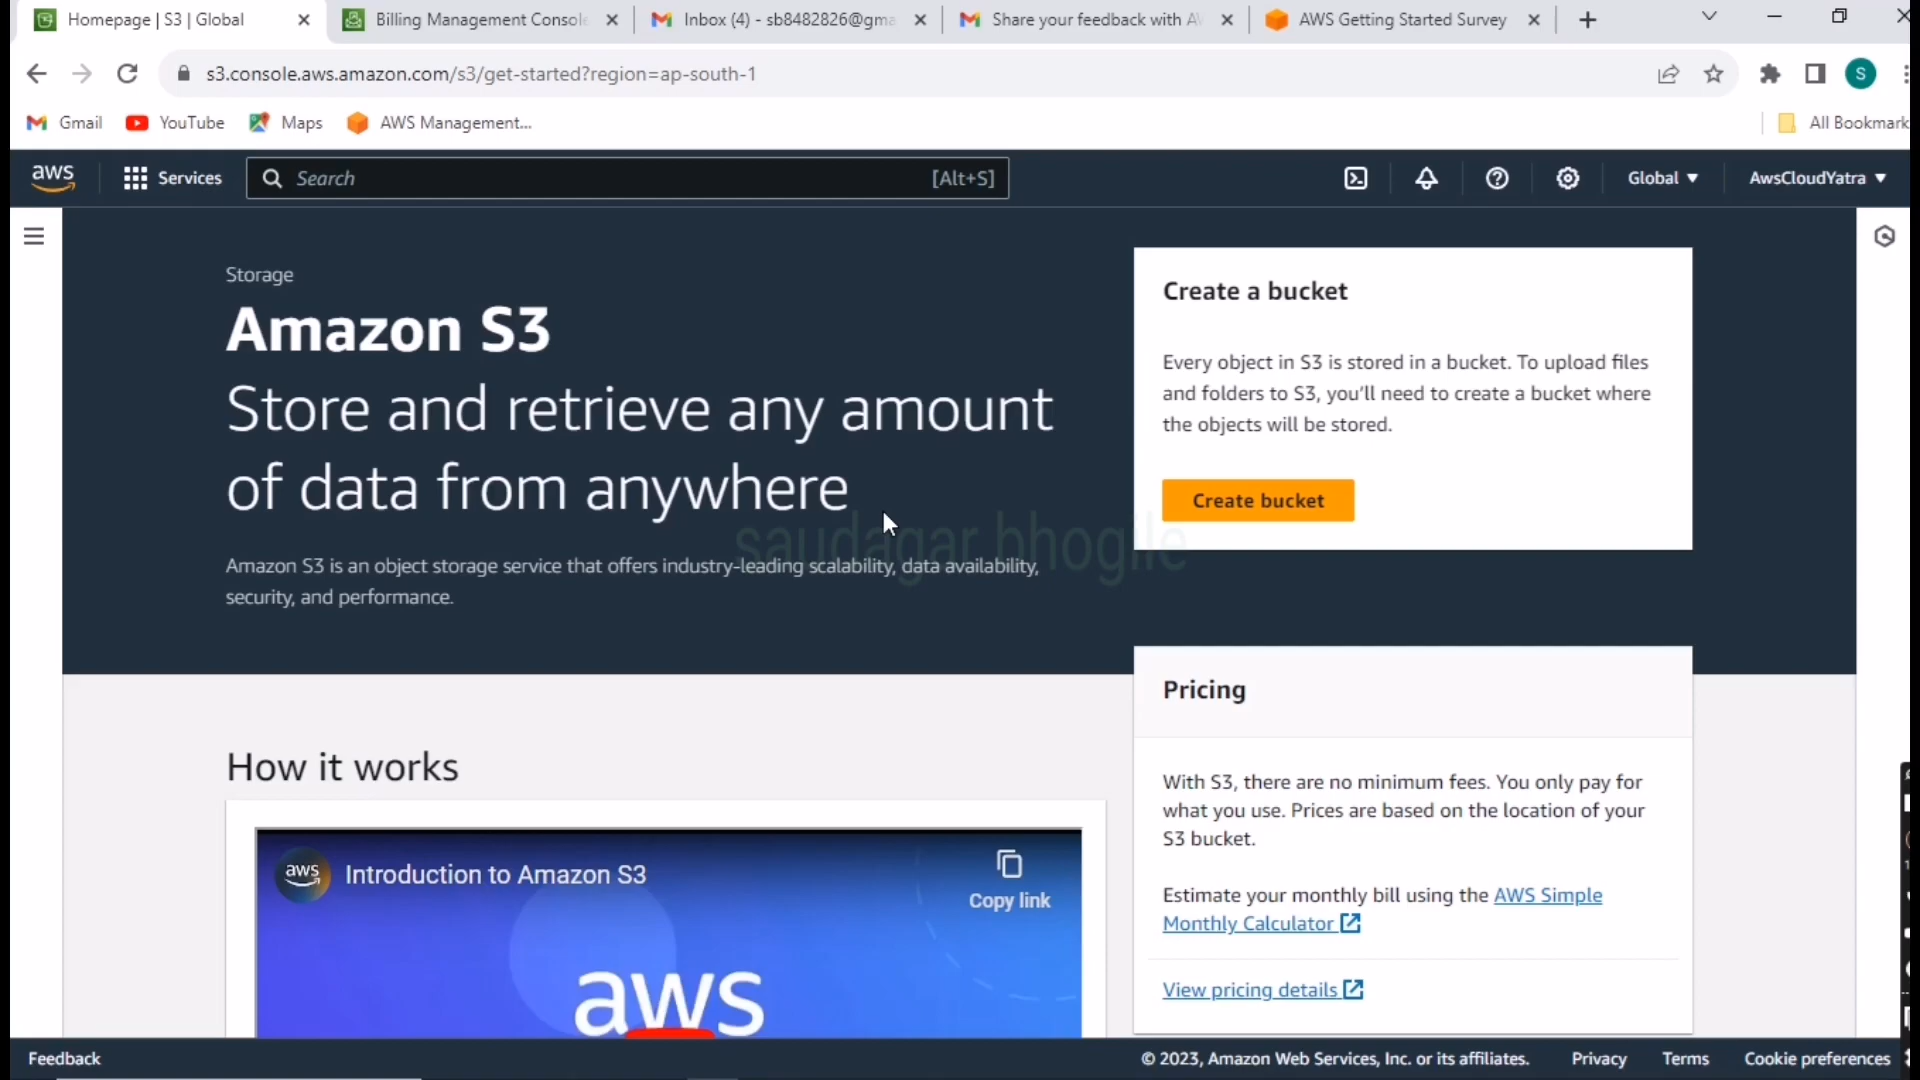 Homepage | S3 | Global
Billing Management Console
Inbox (4) - sb8482826@gma
Share your feedback with AW
AWS Getting Started Survey
s3.console.aws.amazon.com/s3/get-started?region=ap-south-1
S
Gmail
YouTube
Maps
AWS Management...
All Bookmark
aws
Services
Search
[Alt+S]
Global
AwsCloudYatra
Storage
Amazon S3
Store and retrieve any amount
of data from anywhere
Amazon S3 is an object storage service that offers industry-leading scalability, data availability,
security, and performance.
saudagar bhogile
Create a bucket
Every object in S3 is stored in a bucket. To upload files
and folders to S3, you'll need to create a bucket where
the objects will be stored.
Create bucket
Pricing
With S3, there are no minimum fees. You only pay for
what you use. Prices are based on the location of your
S3 bucket.
Estimate your monthly bill using the AWS Simple
Monthly Calculator
View pricing details
How it works
aws
Introduction to Amazon S3
Copy link
aws
Feedback
© 2023, Amazon Web Services, Inc. or its affiliates.
Privacy
Terms
Cookie preferences